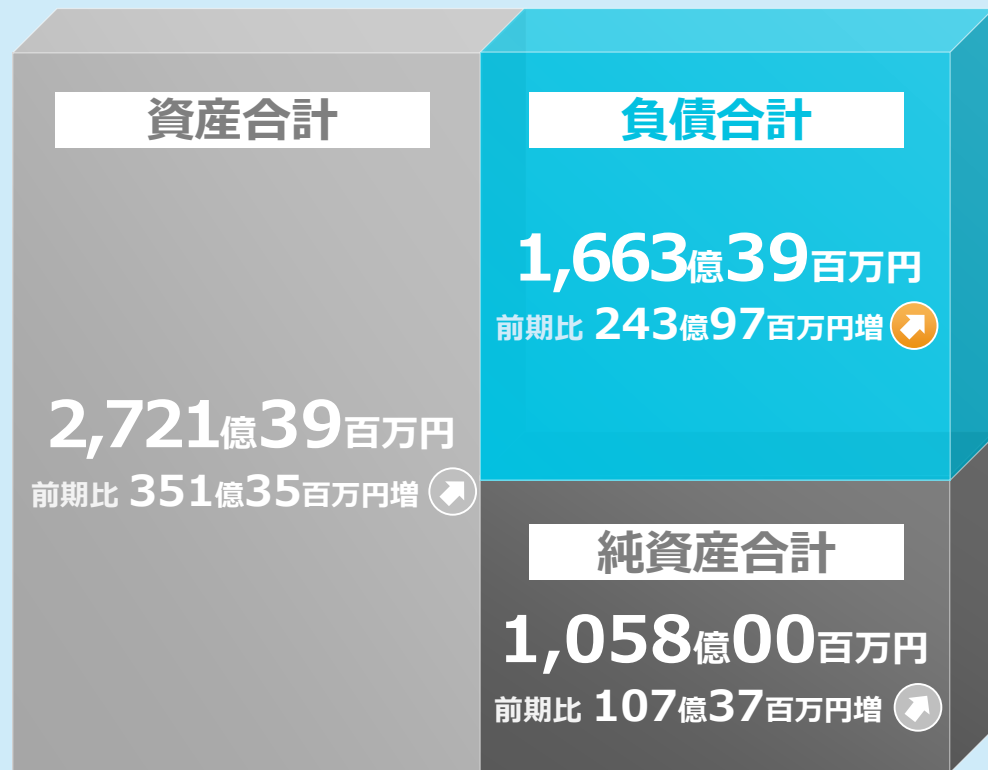 資産合計
2,721億39百万円
前期比 351億35百万円増
負債合計
1,663億39百万円
前期比 243億97百万円増
純資産合計
1,058億00百万円
前期比 107億37百万円増